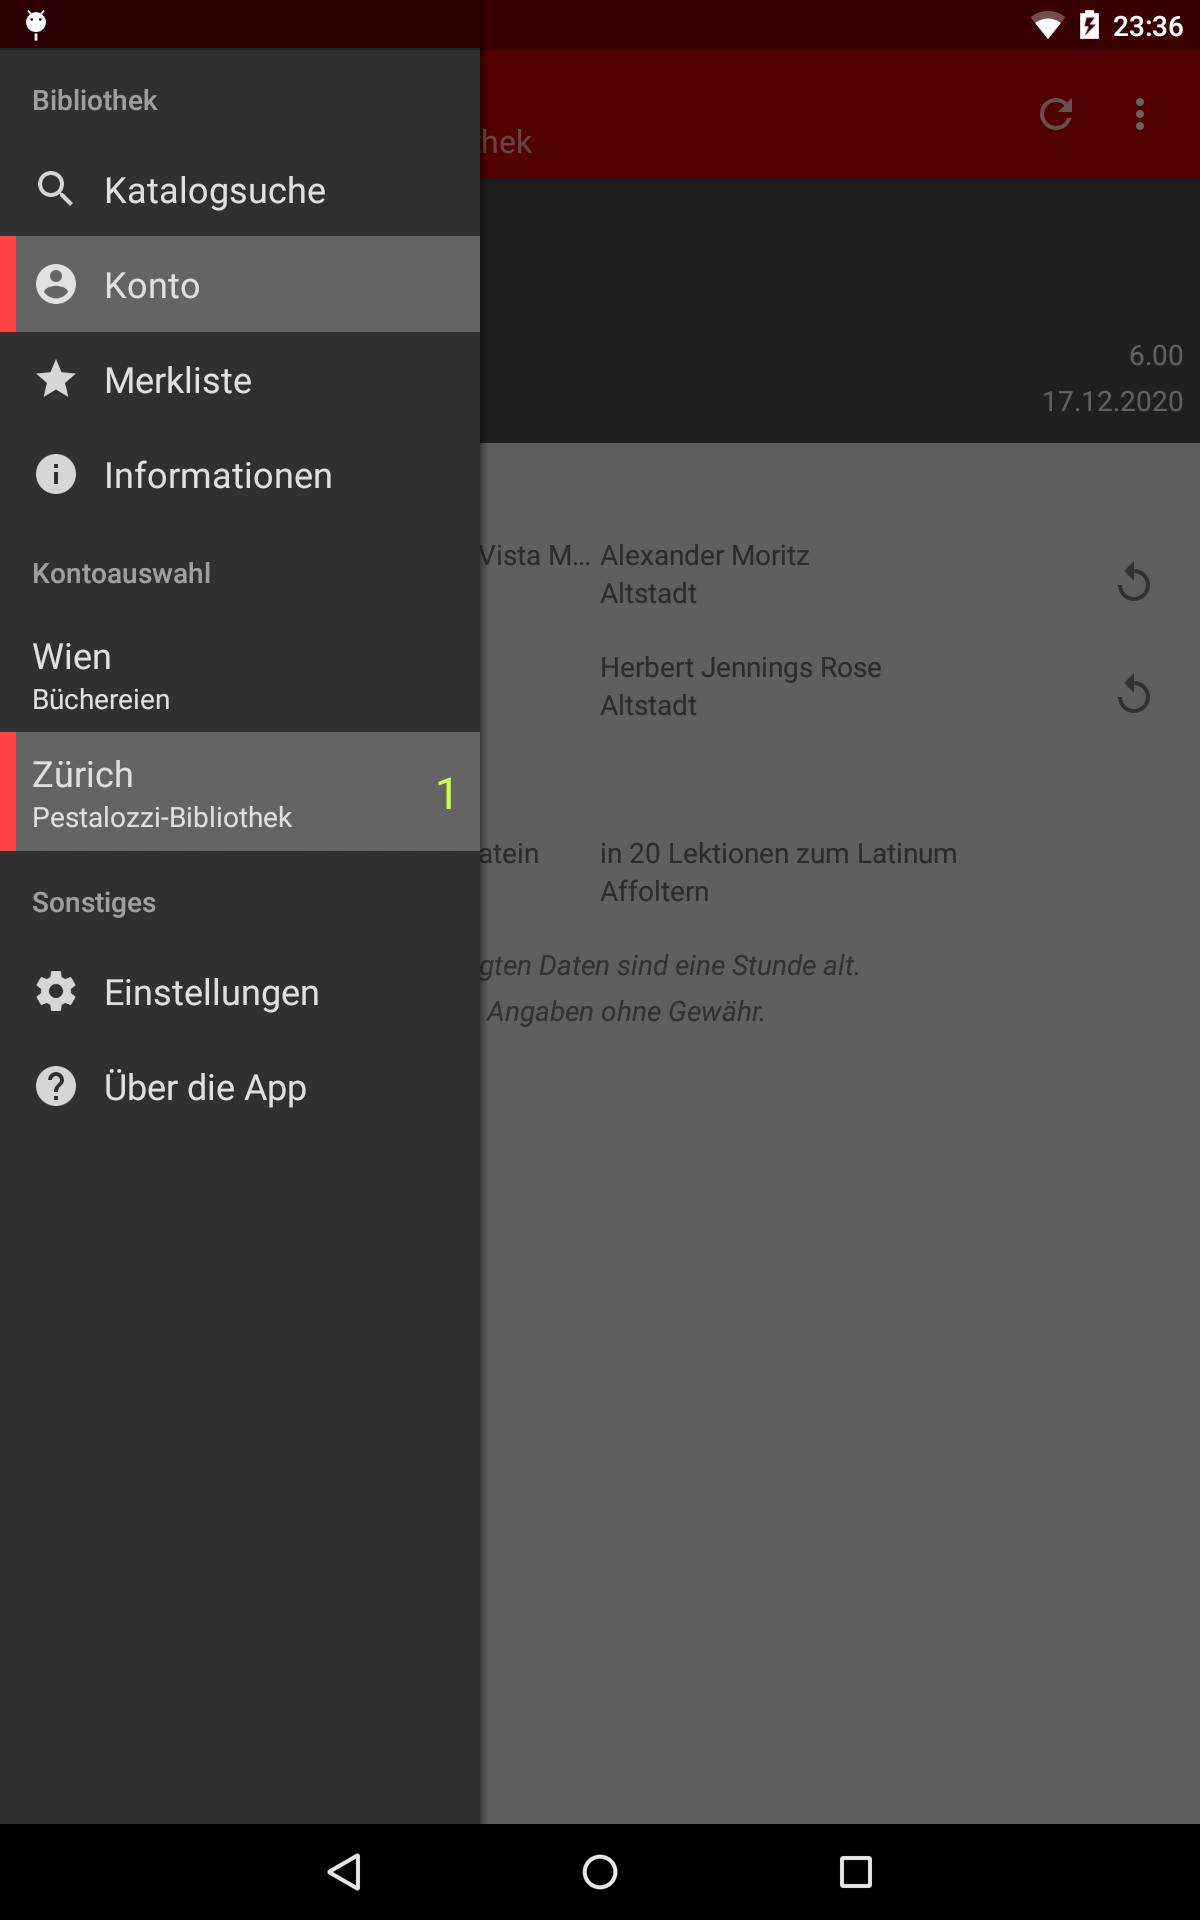 23:36
Bibliothek
Katalogsuche
Konto
Merkliste
Informationen
Kontoauswahl
Wien
Büchereien
Zürich
Pestalozzi-Bibliothek
1
Sonstiges
Einstellungen
Über die App
hek
6.00
17.12.2020
Vista M... Alexander Moritz
Altstadt
Herbert Jennings Rose
Altstadt
atein in 20 Lektionen zum Latinum
Affoltern
gten Daten sind eine Stunde alt.
Angaben ohne Gewähr.